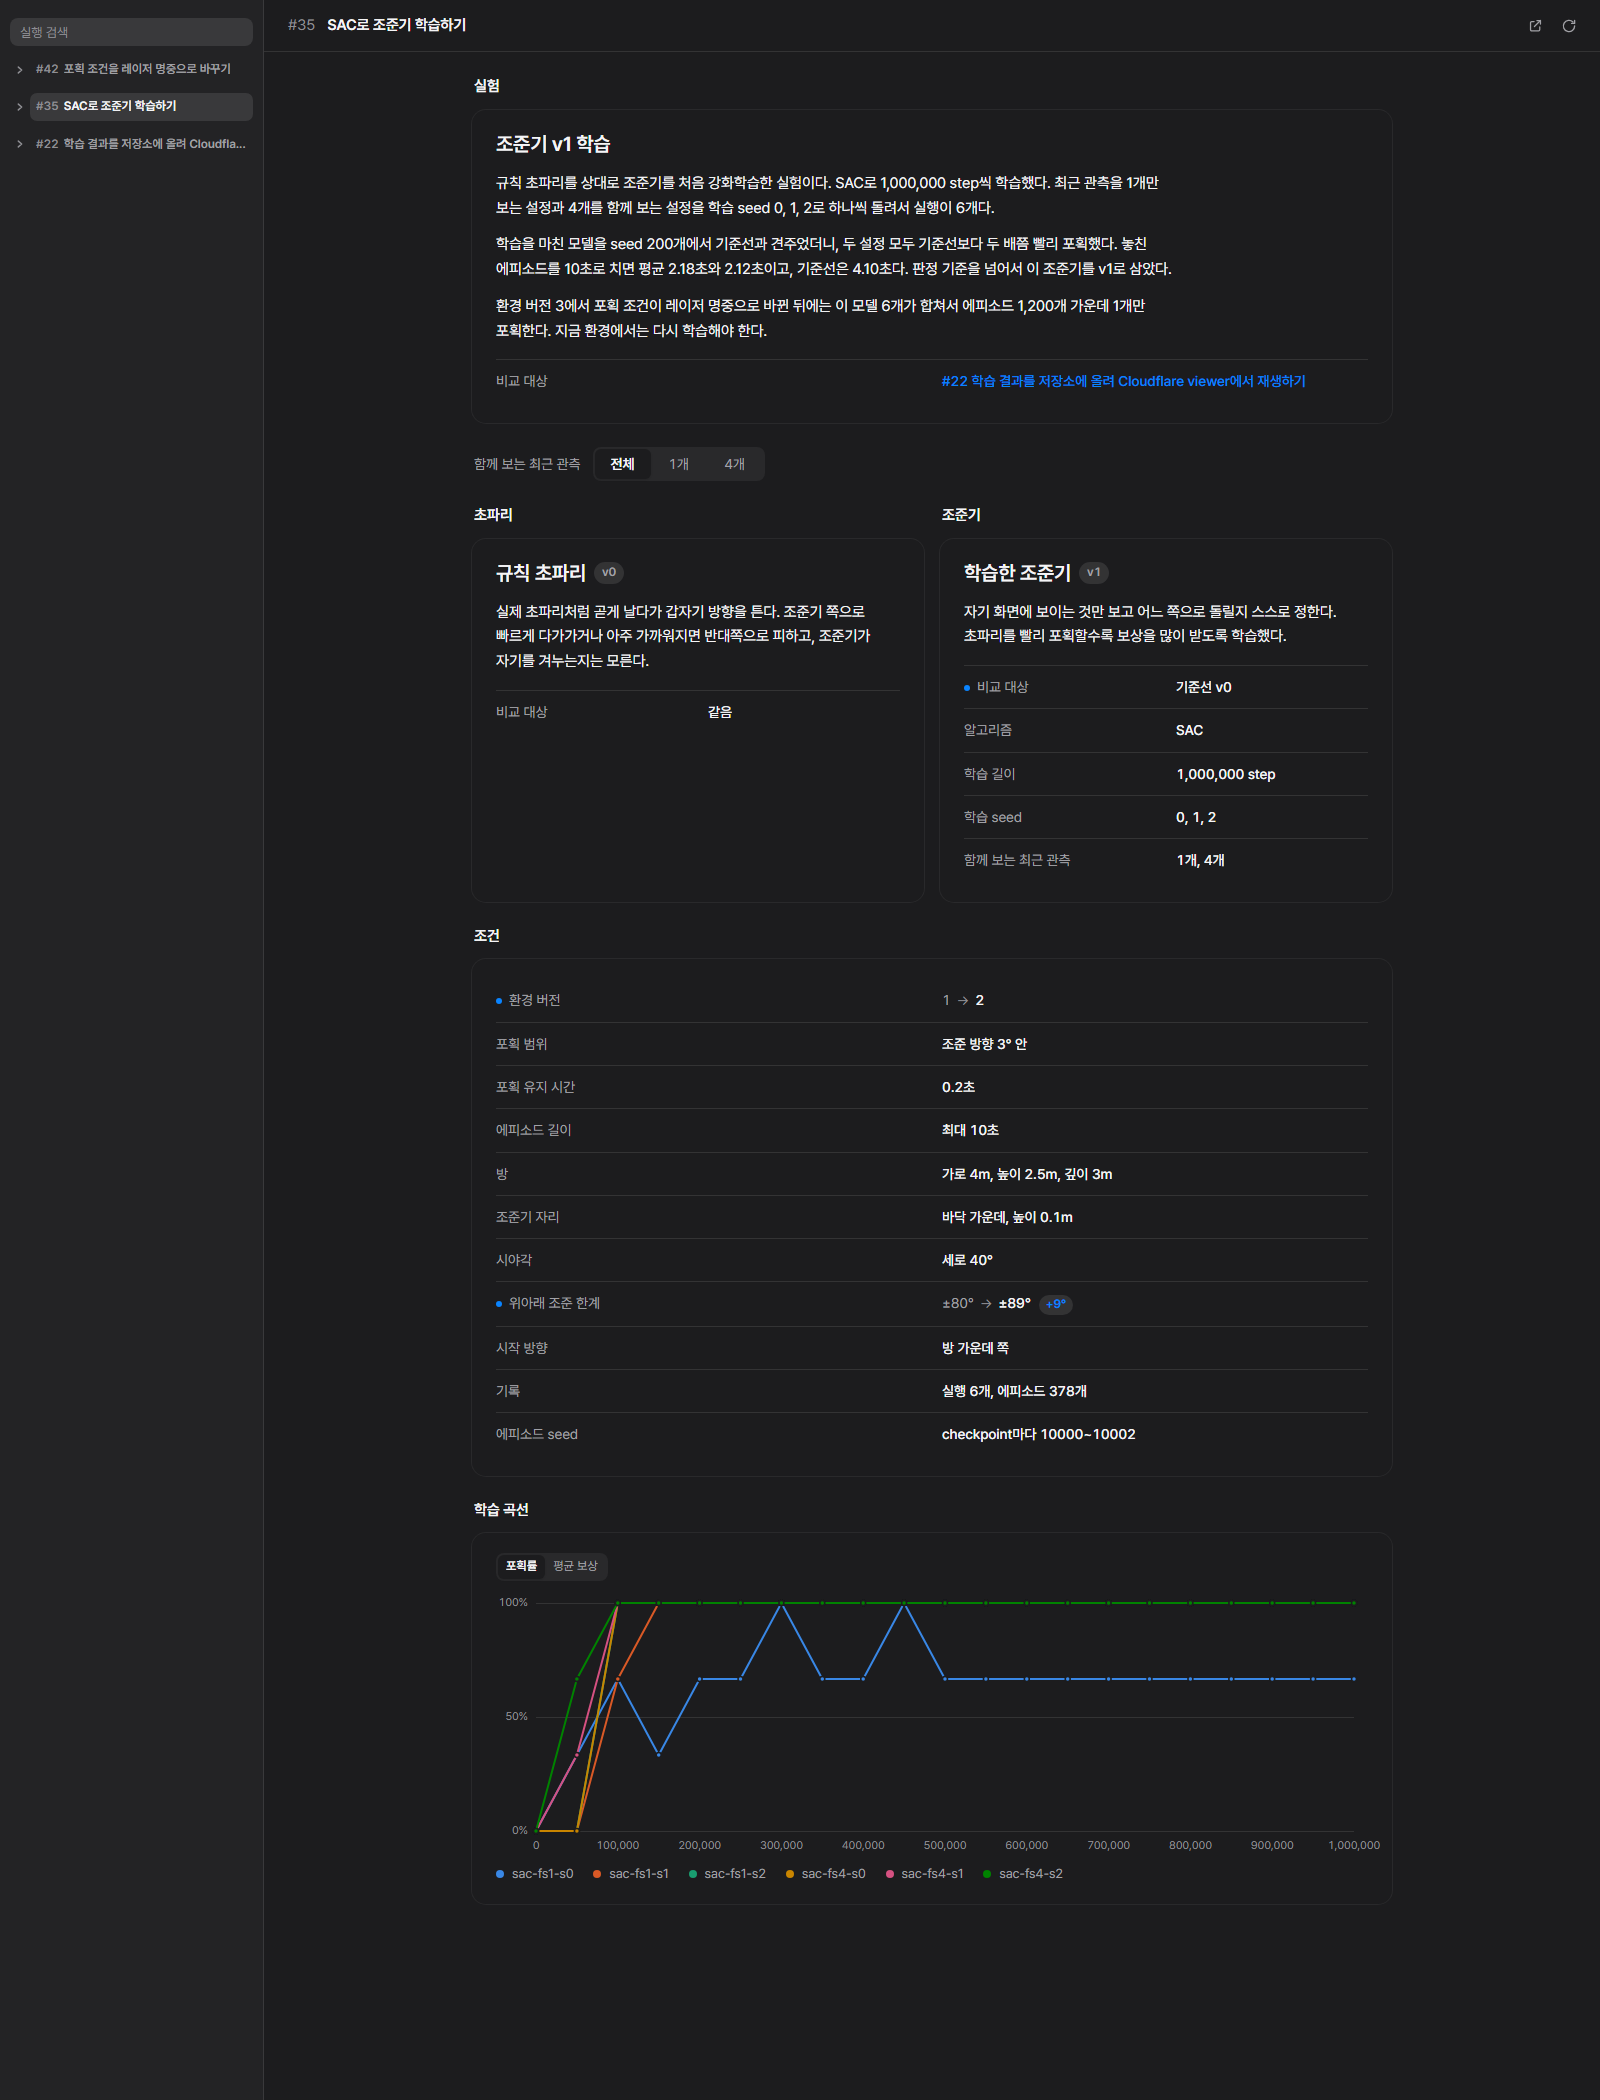 실행 검색
#42 포획 조건을 레이저 명중으로 바꾸기
#35 SAC로 조준기 학습하기
#22 학습 결과를 저장소에 올려 Cloudfla...
#35 SAC로 조준기 학습하기
실험
조준기 v1 학습
규칙 초파리를 상대로 조준기를 처음 강화학습한 실험이다. SAC로 1,000,000 step씩 학습했다. 최근 관측을 1개만
보는 설정과 4개를 함께 보는 설정을 학습 seed 0, 1, 2로 하나씩 돌려서 실행이 6개다.
학습을 마친 모델을 seed 200개에서 기준선과 견주었더니, 두 설정 모두 기준선보다 두 배쯤 빨리 포획했다. 놓친
에피소드를 10초로 치면 평균 2.18초와 2.12초이고, 기준선은 4.10초다. 판정 기준을 넘어서 이 조준기를 v1로 삼았다.
환경 버전 3에서 포획 조건이 레이저 명중으로 바뀐 뒤에는 이 모델 6개가 합쳐서 에피소드 1,200개 가운데 1개만
포획한다. 지금 환경에서는 다시 학습해야 한다.
비교 대상
#22 학습 결과를 저장소에 올려 Cloudflare viewer에서 재생하기
함께 보는 최근 관측
전체 1개 4개
초파리
규칙 초파리 v0
실제 초파리처럼 곧게 날다가 갑자기 방향을 튼다. 조준기 쪽으로
빠르게 다가가거나 아주 가까워지면 반대쪽으로 피하고, 조준기가
자기를 겨누는지는 모른다.
비교 대상 같음
조준기
학습한 조준기 v1
자기 화면에 보이는 것만 보고 어느 쪽으로 돌릴지 스스로 정한다.
초파리를 빨리 포획할수록 보상을 많이 받도록 학습했다.
비교 대상 기준선 v0
알고리즘 SAC
학습 길이 1,000,000 step
학습 seed 0, 1, 2
함께 보는 최근 관측 1개, 4개
조건
환경 버전 1 → 2
포획 범위 조준 방향 3° 안
포획 유지 시간 0.2초
에피소드 길이 최대 10초
방 가로 4m, 높이 2.5m, 깊이 3m
조준기 자리 바닥 가운데, 높이 0.1m
시야각 세로 40°
위아래 조준 한계 ±80° → ±89° +9°
시작 방향 방 가운데 쪽
기록 실행 6개, 에피소드 378개
에피소드 seed checkpoint마다 10000~10002
학습 곡선
포획률 평균 보상
100%
50%
0%
0 100,000 200,000 300,000 400,000 500,000 600,000 700,000 800,000 900,000 1,000,000
sac-fs1-s0 sac-fs1-s1 sac-fs1-s2 sac-fs4-s0 sac-fs4-s1 sac-fs4-s2